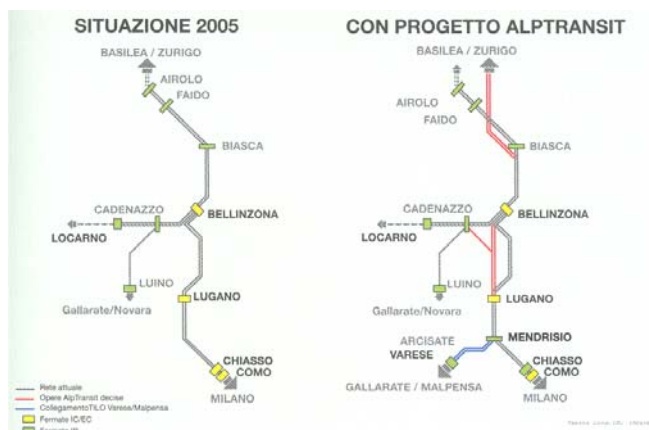 SITUAZIONE 2005
BASILEA / ZURIGO
AIROLO
FAIDO
BIASCA
CADENAZZO
BELLINZONA
LOCARNO
LUINO
Gallarate/Novara
LUGANO
CHIASSO
COMO
MILANO
Rete attuale
Opere AlpTransit decise
Collegamento TILO Varese/Malpensa
Fermate IC/EC
CON PROGETTO ALPTRANSIT
BASILEA / ZURIGO
AIROLO
FAIDO
BIASCA
CADENAZZO
BELLINZONA
LOCARNO
LUINO
Gallarate/Novara
LUGANO
ARCISATE
MENDRISIO
VARESE
CHIASSO
COMO
GALLARATE / MALPENSA
MILANO